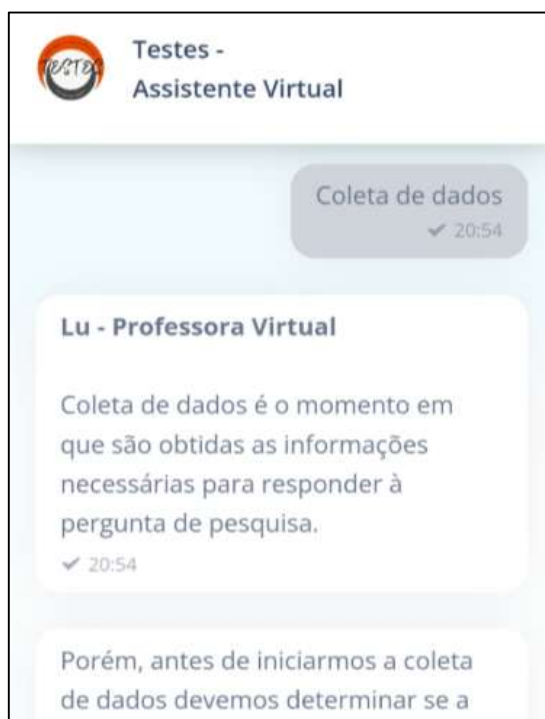 TESTES
Testes -
Assistente Virtual
Coleta de dados
20:54
Lu - Professora Virtual
Coleta de dados é o momento em
que são obtidas as informações
necessárias para responder à
pergunta de pesquisa.
20:54
Porém, antes de iniciarmos a coleta
de dados devemos determinar se a